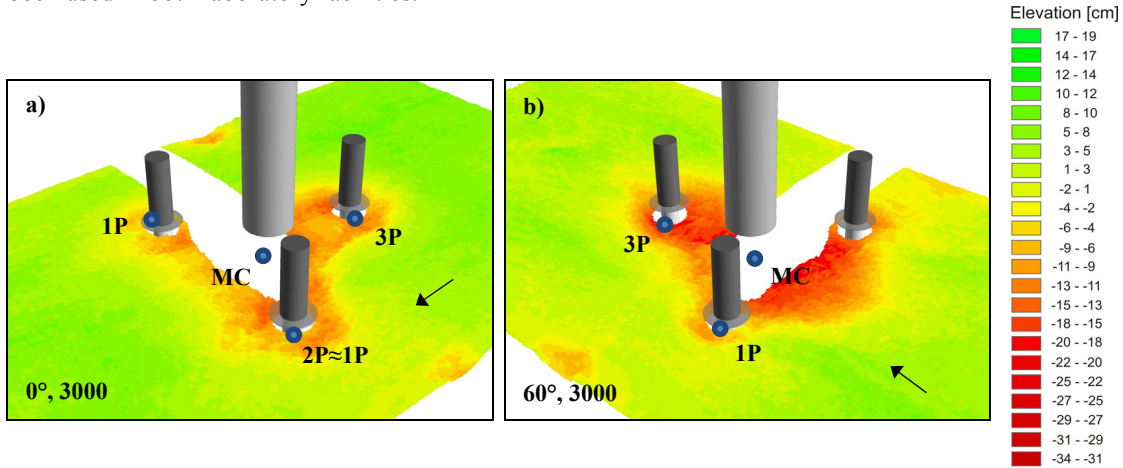 Elevation [cm]
17 - 19
14 - 17
12 - 14
10 - 12
8 - 10
5 - 8
3 - 5
1 - 3
-2 - 1
-4 - -2
-6 - -4
-9 - -6
-11 - -9
-13 - -11
-15 - -13
-18 - -15
-20 - -18
-22 - -20
-25 - -22
-27 - -25
-29 - -27
-31 - -29
-34 - -31
a)
1P
3P
MC
2P≈1P
0°, 3000
b)
3P
MC
1P
60°, 3000